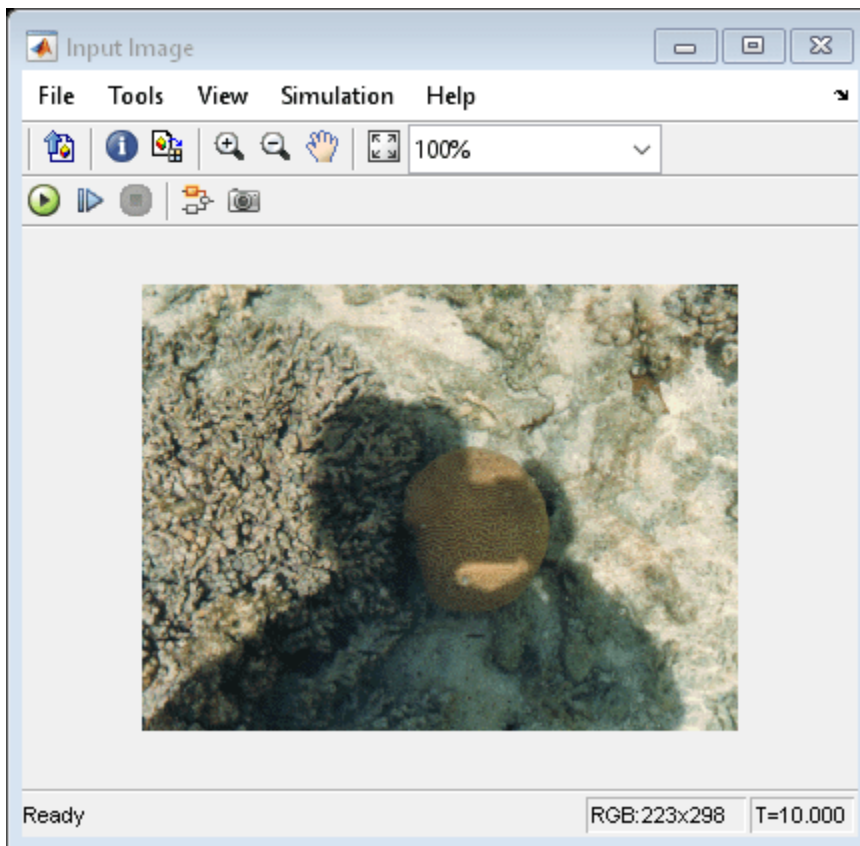 Input Image
File Tools View Simulation Help
100%
Ready RGB:223x298 T=10.000